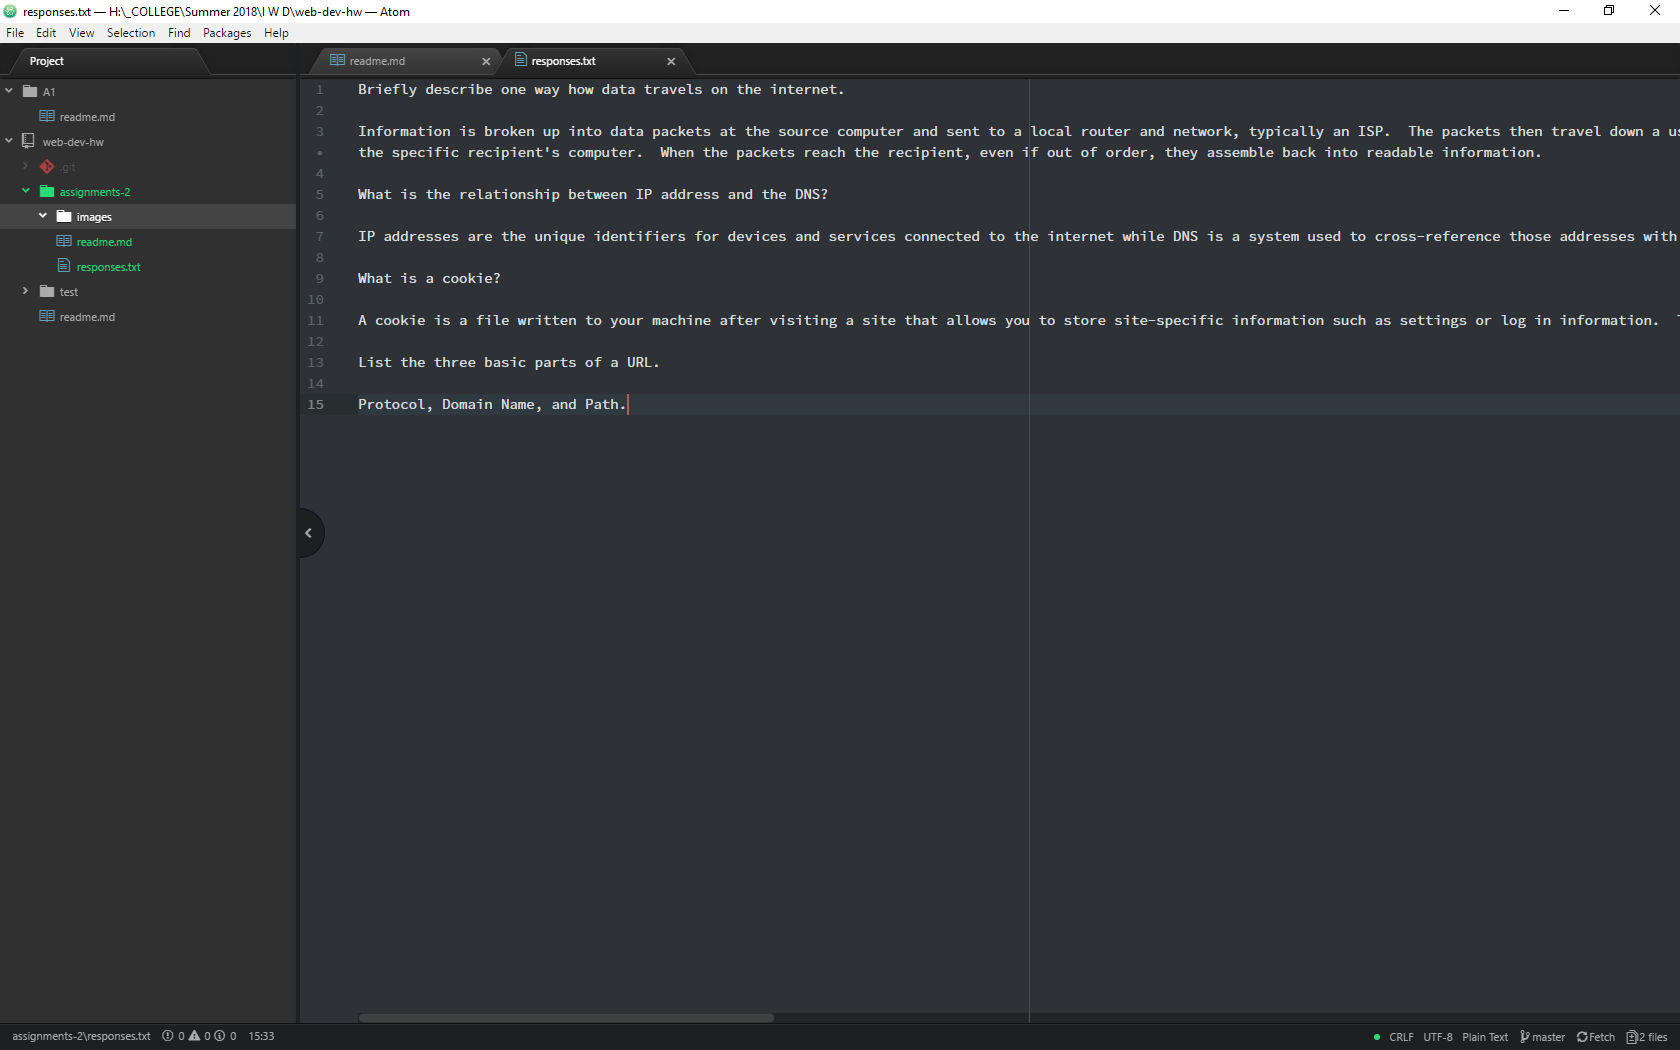 responses.txt — H:\_COLLEGE\Summer 2018\I W D\web-dev-hw — Atom
File Edit View Selection Find Packages Help
Project
readme.md
responses.txt
A1
readme.md
web-dev-hw
.git
assignments-2
images
readme.md
responses.txt
test
readme.md
1 Briefly describe one way how data travels on the internet.
2
3 Information is broken up into data packets at the source computer and sent to a local router and network, typically an ISP.  The packets then travel down a
• the specific recipient's computer.  When the packets reach the recipient, even if out of order, they assemble back into readable information.
4
5 What is the relationship between IP address and the DNS?
6
7 IP addresses are the unique identifiers for devices and services connected to the internet while DNS is a system used to cross-reference those addresses with
8
9 What is a cookie?
10
11 A cookie is a file written to your machine after visiting a site that allows you to store site-specific information such as settings or log in information.
12
13 List the three basic parts of a URL.
14
15 Protocol, Domain Name, and Path.
assignments-2\responses.txt 0 0 0 15:33
CRLF UTF-8 Plain Text master Fetch 2 files